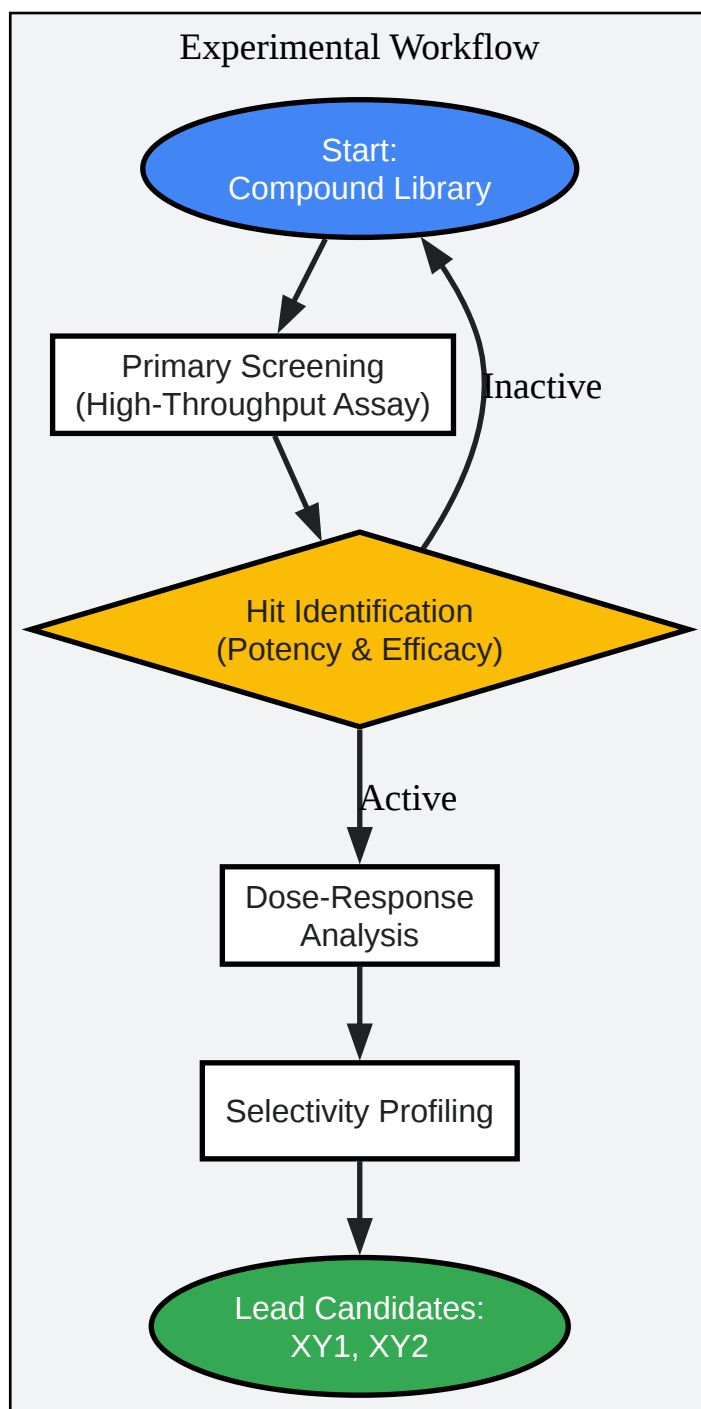 Experimental Workflow
Start:
Compound Library
Primary Screening
(High-Throughput Assay)
Inactive
Hit Identification
(Potency & Efficacy)
Active
Dose-Response
Analysis
Selectivity Profiling
Lead Candidates:
XY1, XY2